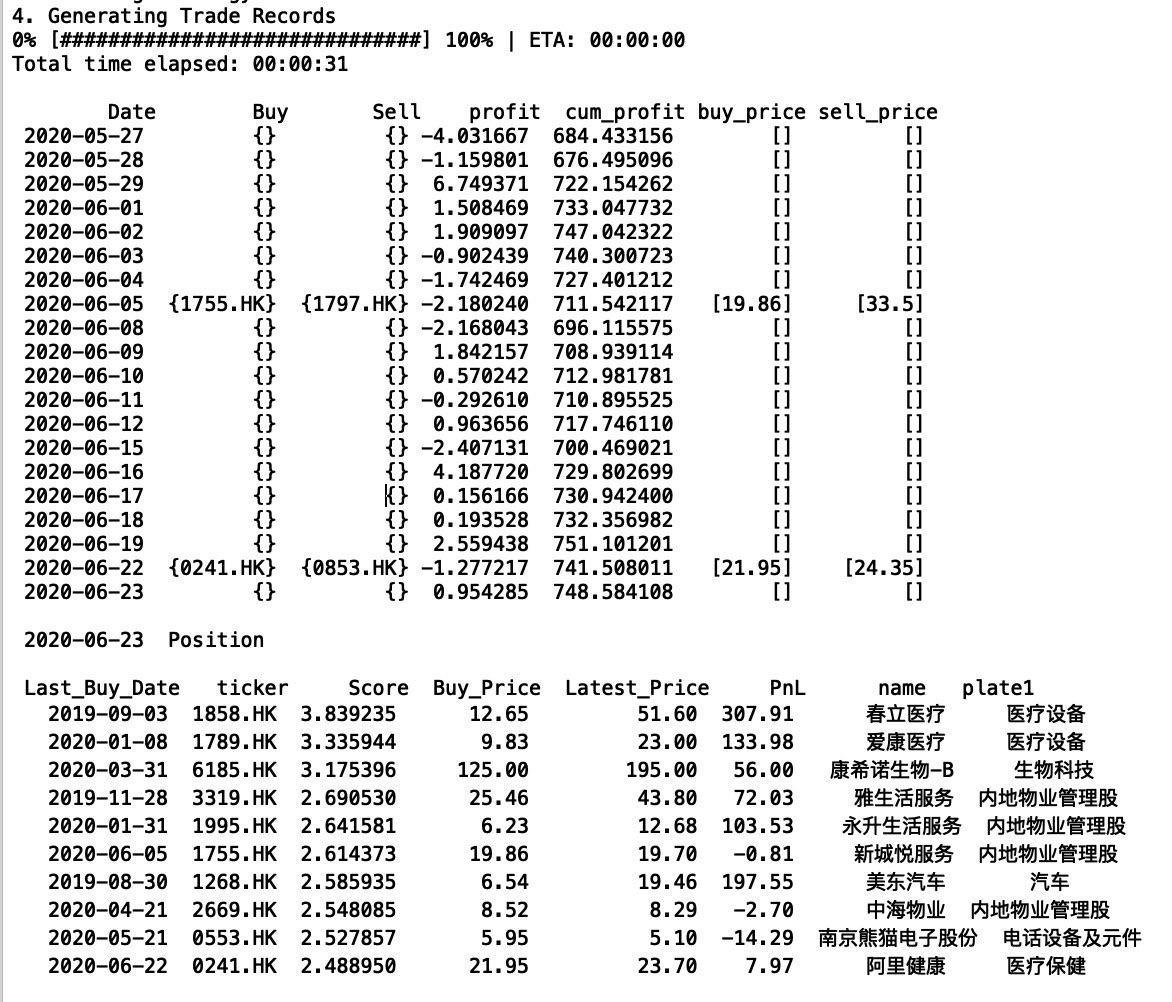 4. Generating Trade Records
0% [##############################] 100% | ETA: 00:00:00
Total time elapsed: 00:00:31
Date Buy Sell profit cum_profit buy_price sell_price
2020-05-27 {} {} -4.031667 684.433156 [] []
2020-05-28 {} {} -1.159801 676.495096 [] []
2020-05-29 {} {} 6.749371 722.154262 [] []
2020-06-01 {} {} 1.508469 733.047732 [] []
2020-06-02 {} {} 1.909097 747.042322 [] []
2020-06-03 {} {} -0.902439 740.300723 [] []
2020-06-04 {} {} -1.742469 727.401212 [] []
2020-06-05 {1755.HK} {1797.HK} -2.180240 711.542117 [19.86] [33.5]
2020-06-08 {} {} -2.168043 696.115575 [] []
2020-06-09 {} {} 1.842157 708.939114 [] []
2020-06-10 {} {} 0.570242 712.981781 [] []
2020-06-11 {} {} -0.292610 710.895525 [] []
2020-06-12 {} {} 0.963656 717.746110 [] []
2020-06-15 {} {} -2.407131 700.469021 [] []
2020-06-16 {} {} 4.187720 729.802699 [] []
2020-06-17 {} {} 0.156166 730.942400 [] []
2020-06-18 {} {} 0.193528 732.356982 [] []
2020-06-19 {} {} 2.559438 751.101201 [] []
2020-06-22 {0241.HK} {0853.HK} -1.277217 741.508011 [21.95] [24.35]
2020-06-23 {} {} 0.954285 748.584108 [] []
2020-06-23 Position
Last_Buy_Date ticker Score Buy_Price Latest_Price PnL name plate1
2019-09-03 1858.HK 3.839235 12.65 51.60 307.91 春立医疗 医疗设备
2020-01-08 1789.HK 3.335944 9.83 23.00 133.98 爱康医疗 医疗设备
2020-03-31 6185.HK 3.175396 125.00 195.00 56.00 康希诺生物-B 生物科技
2019-11-28 3319.HK 2.690530 25.46 43.80 72.03 雅生活服务 内地物业管理股
2020-01-31 1995.HK 2.641581 6.23 12.68 103.53 永升生活服务 内地物业管理股
2020-06-05 1755.HK 2.614373 19.86 19.70 -0.81 新城悦服务 内地物业管理股
2019-08-30 1268.HK 2.585935 6.54 19.46 197.55 美东汽车 汽车
2020-04-21 2669.HK 2.548085 8.52 8.29 -2.70 中海物业 内地物业管理股
2020-05-21 0553.HK 2.527857 5.95 5.10 -14.29 南京熊猫电子股份 电话设备及元件
2020-06-22 0241.HK 2.488950 21.95 23.70 7.97 阿里健康 医疗保健